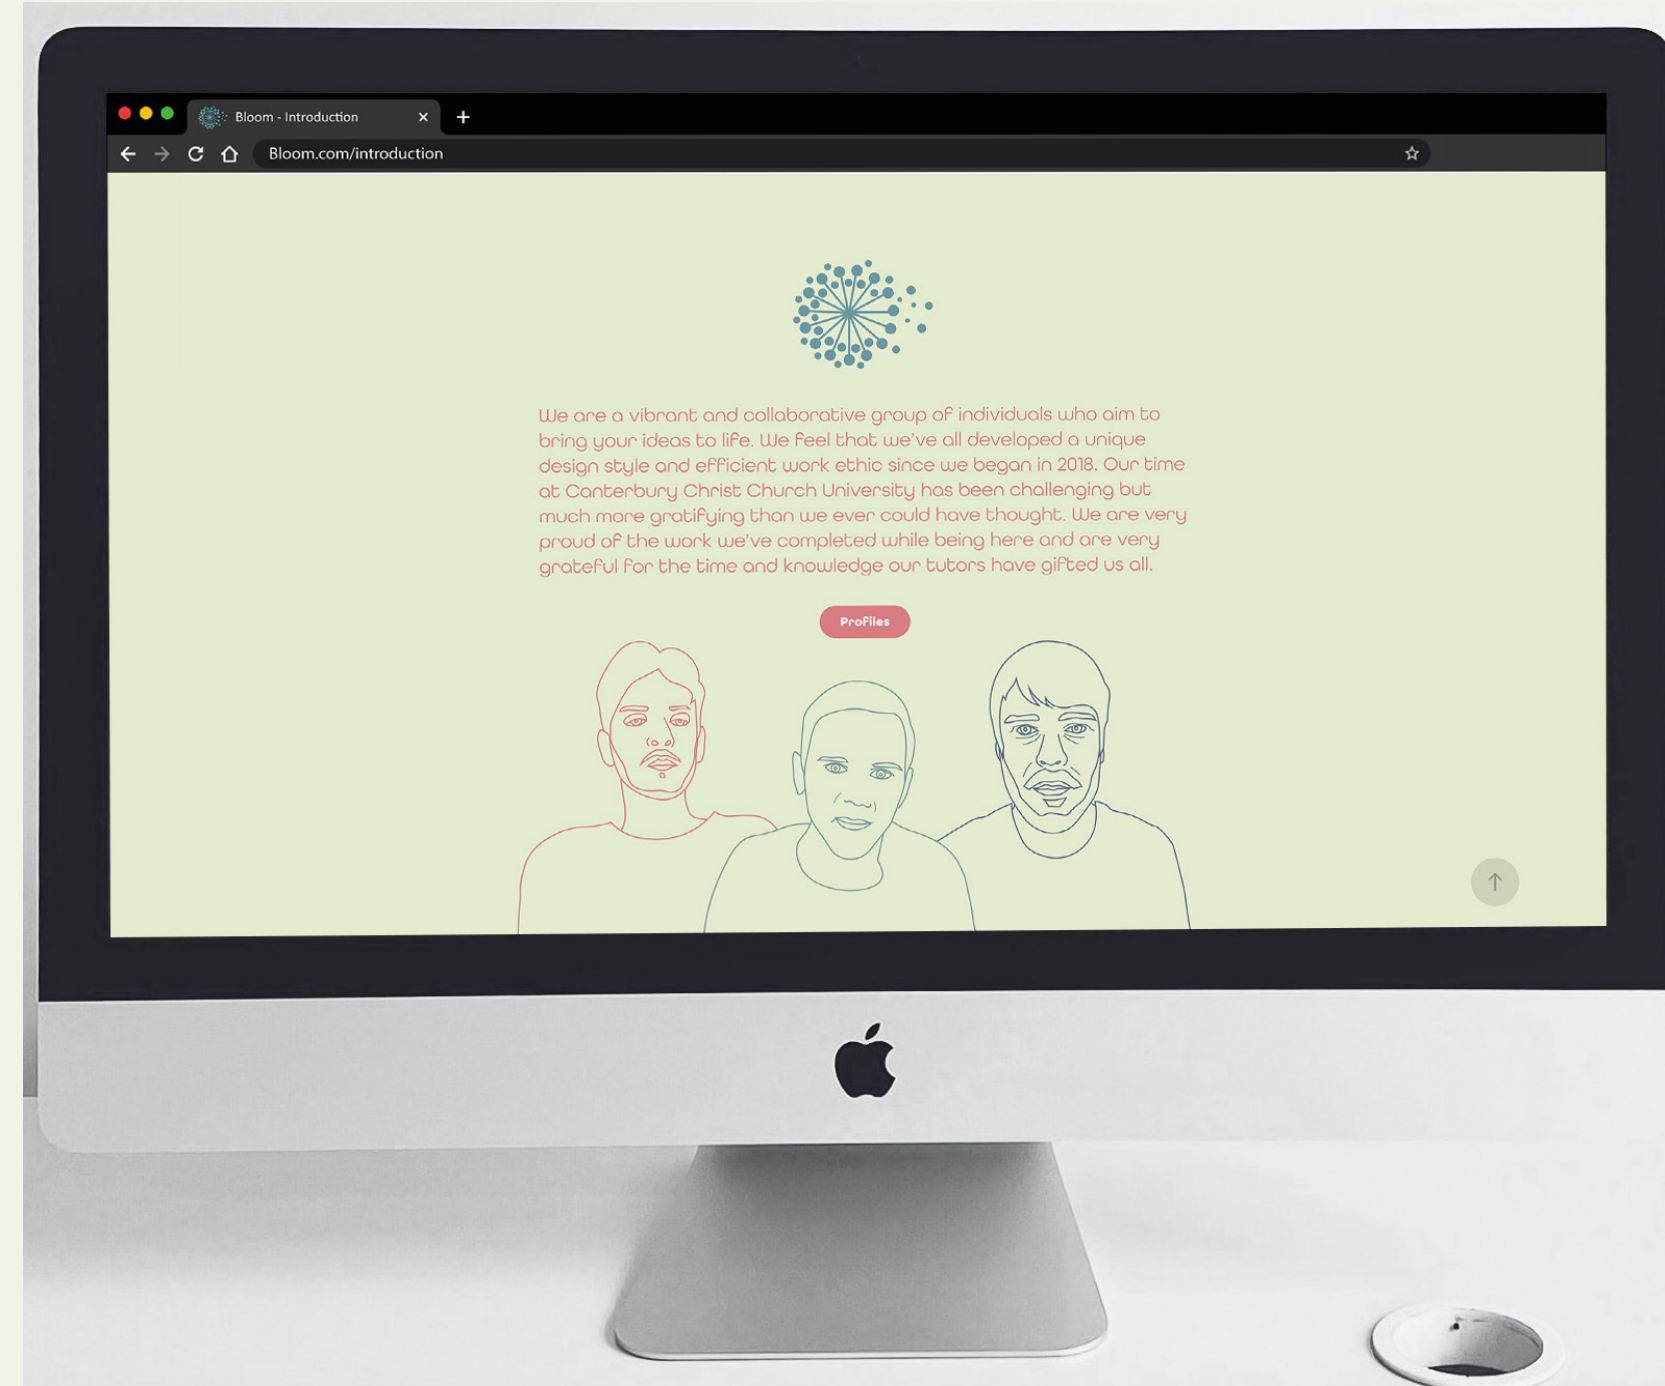 Bloom - Introduction
Bloom.com/introduction
We are a vibrant and collaborative group of individuals who aim to
bring your ideas to life. We feel that we've all developed a unique
design style and efficient work ethic since we began in 2018. Our time
at Canterbury Christ Church University has been challenging but
much more gratifying than we ever could have thought. We are very
proud of the work we've completed while being here and are very
grateful for the time and knowledge our tutors have gifted us all.
Profiles